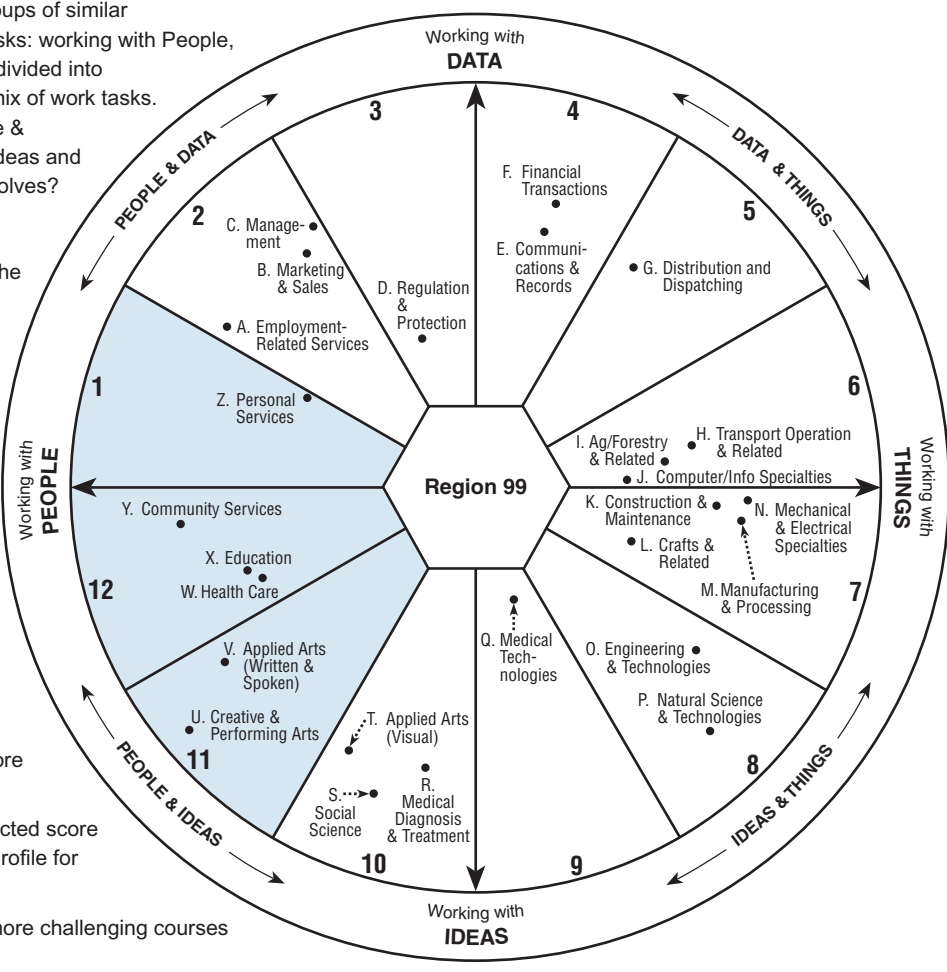 oups of similar
sks: working with People,
divided into
mix of work tasks.
e &
deas and
olves?
he
ore
cted score
rofile for
more challenging courses
Working with
DATA
PEOPLE & DATA
DATA & THINGS
3
4
2
5
1
6
12
7
11
8
10
9
F. Financial
Transactions
E. Communi-
cations &
Records
C. Manage-
ment
B. Marketing
& Sales
D. Regulation
&
Protection
G. Distribution and
Dispatching
A. Employment-
Related Services
Z. Personal
Services
I. Ag/Forestry
& Related
H. Transport Operation
& Related
J. Computer/Info Specialties
Working with
PEOPLE
Region 99
Working with
THINGS
Y. Community Services
K. Construction &
Maintenance
N. Mechanical
& Electrical
Specialties
L. Crafts &
Related
X. Education
W. Health Care
M. Manufacturing
& Processing
V. Applied Arts
(Written &
Spoken)
Q. Medical
Tech-
nologies
O. Engineering
& Technologies
P. Natural Science
& Technologies
U. Creative &
Performing Arts
T. Applied Arts
(Visual)
S.
Social
Science
R.
Medical
Diagnosis
& Treatment
PEOPLE & IDEAS
IDEAS & THINGS
Working with
IDEAS